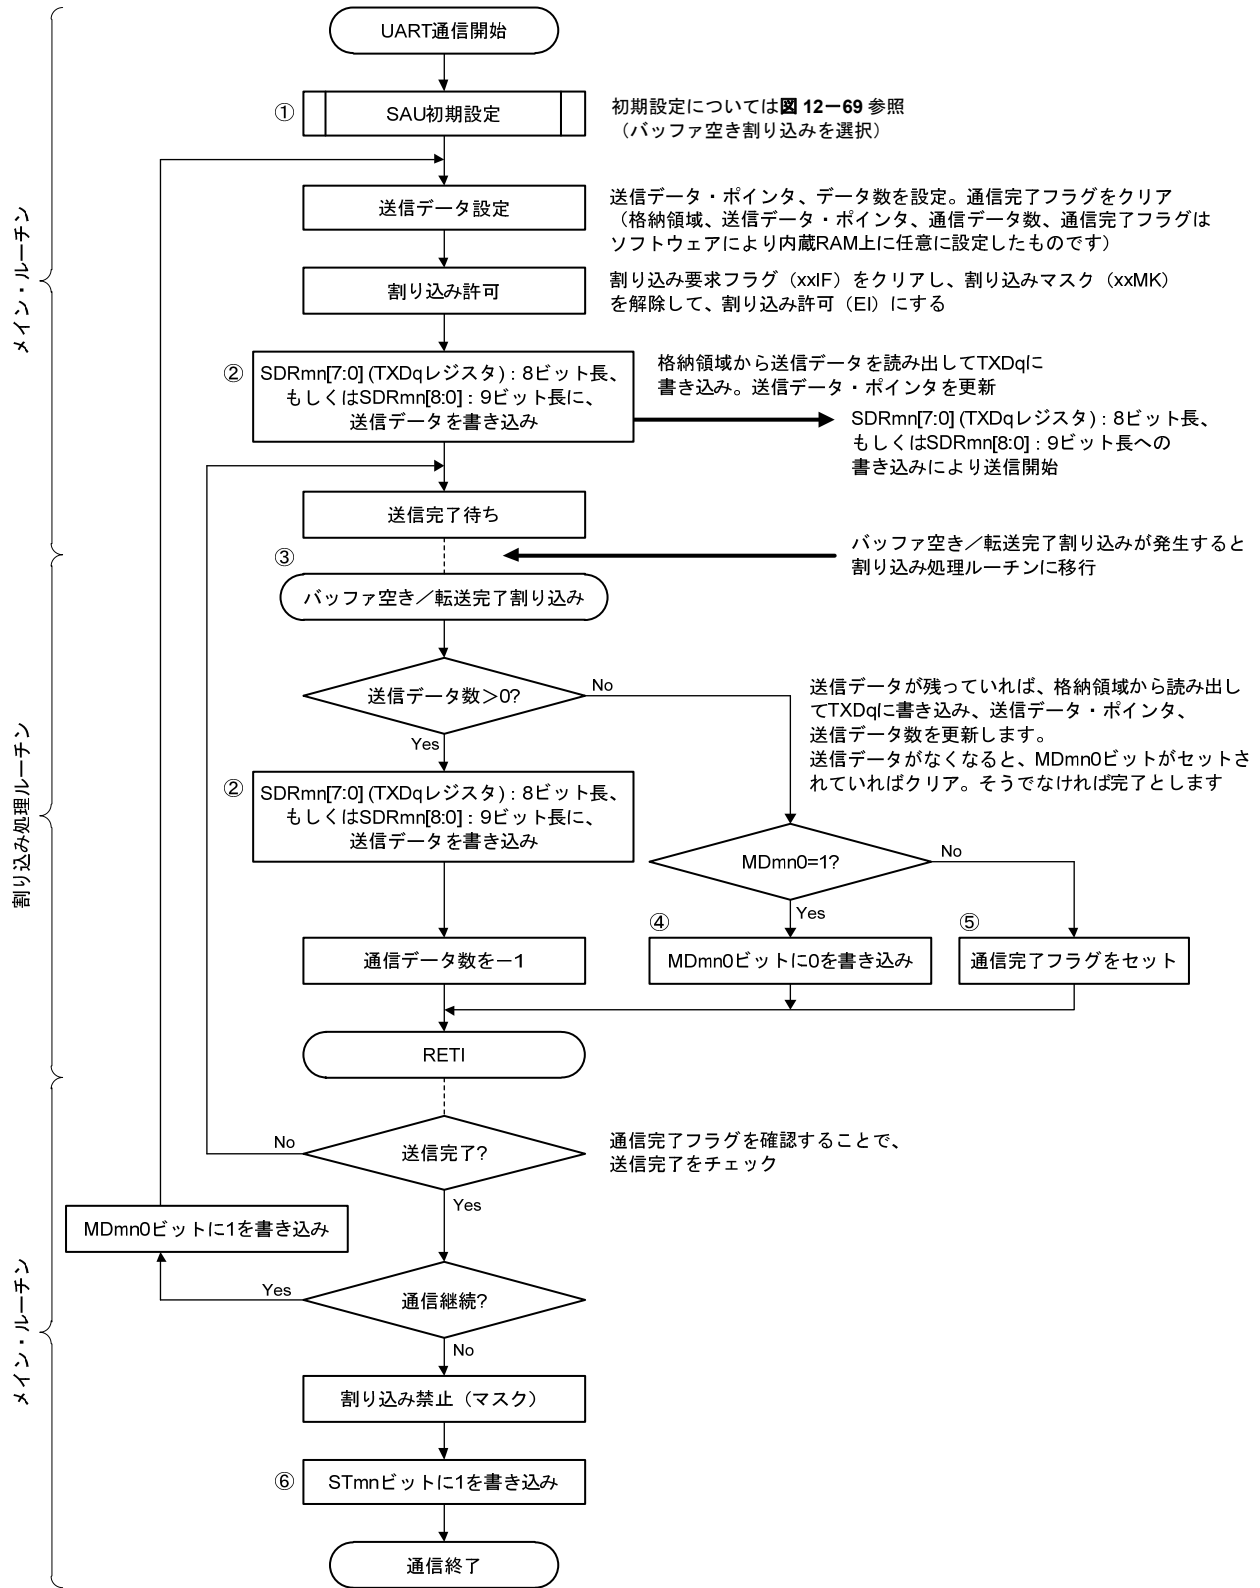 UART通信開始
①
SAU初期設定
初期設定については図 12－69 参照
（バッファ空き割り込みを選択）
メイン・ルーチン
送信データ設定
送信データ・ポインタ、データ数を設定。通信完了フラグをクリア
（格納領域、送信データ・ポインタ、通信データ数、通信完了フラグは
ソフトウェアにより内蔵RAM上に任意に設定したものです）
割り込み許可
割り込み要求フラグ（xxIF）をクリアし、割り込みマスク（xxMK）
を解除して、割り込み許可（EI）にする
②
SDRmn[7:0] (TXDqレジスタ) : 8ビット長、
もしくはSDRmn[8:0] : 9ビット長に、
送信データを書き込み
格納領域から送信データを読み出してTXDqに
書き込み。送信データ・ポインタを更新
SDRmn[7:0] (TXDqレジスタ) : 8ビット長、
もしくはSDRmn[8:0] : 9ビット長への
書き込みにより送信開始
送信完了待ち
③
バッファ空き／転送完了割り込みが発生すると
割り込み処理ルーチンに移行
バッファ空き／転送完了割り込み
割り込み処理ルーチン
送信データ数＞0?
No
Yes
送信データが残っていれば、格納領域から読み出し
てTXDqに書き込み、送信データ・ポインタ、
送信データ数を更新します。
送信データがなくなると、MDmn0ビットがセットさ
れていればクリア。そうでなければ完了とします
②
SDRmn[7:0] (TXDqレジスタ) : 8ビット長、
もしくはSDRmn[8:0] : 9ビット長に、
送信データを書き込み
MDmn0=1?
No
Yes
通信データ数を－1
④
MDmn0ビットに0を書き込み
⑤
通信完了フラグをセット
RETI
メイン・ルーチン
送信完了?
No
Yes
通信完了フラグを確認することで、
送信完了をチェック
MDmn0ビットに1を書き込み
通信継続?
Yes
No
割り込み禁止（マスク）
⑥
STmnビットに1を書き込み
通信終了